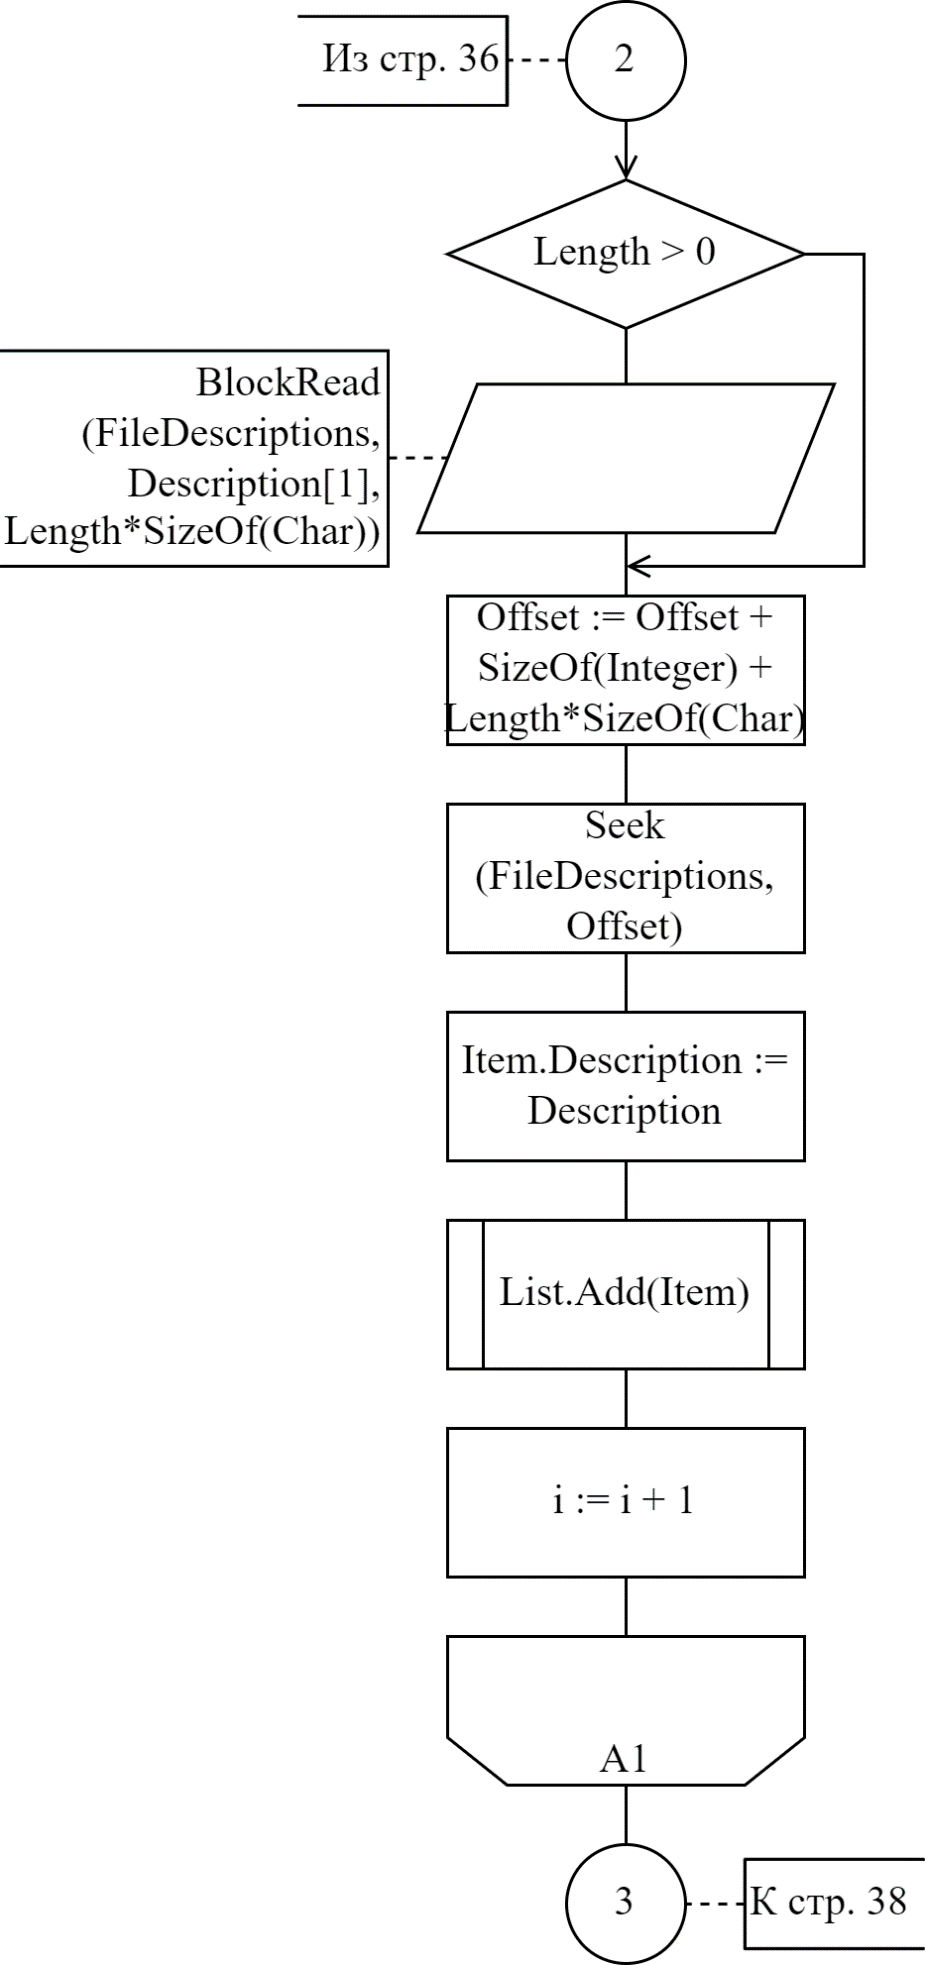 Из стр. 36
2
Length > 0
BlockRead
(FileDescriptions,
Description[1],
Length*SizeOf(Char))
Offset := Offset +
SizeOf(Integer) +
Length*SizeOf(Char)
Seek
(FileDescriptions,
Offset)
Item.Description :=
Description
List.Add(Item)
i := i + 1
A1
3
К стр. 38